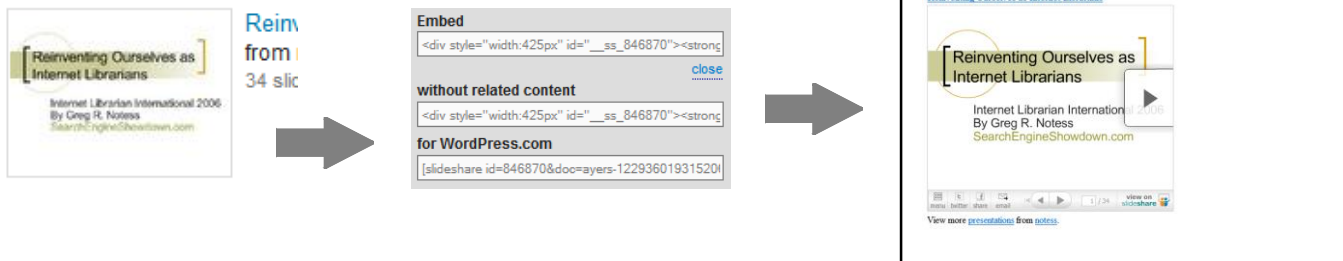 Reinventing Ourselves as
Internet Librarians
Internet Librarian International 2006
By Greg R. Notess
SearchEngineShowdown.com
Reinv
from
34 slid
Embed
<div style="width:425px" id="__ss_846870"><strong
close
without related content
<div style="width:425px" id="__ss_846870"><strong
for WordPress.com
[slideshare id=846870&doc=ayers-122936019315206
Reinventing Ourselves as
Internet Librarians
Internet Librarian Internation 2006
By Greg R. Notess
SearchEngineShowdown.com
menu twitter share email 1 / 34 view on
slideshare
View more presentations from notess.